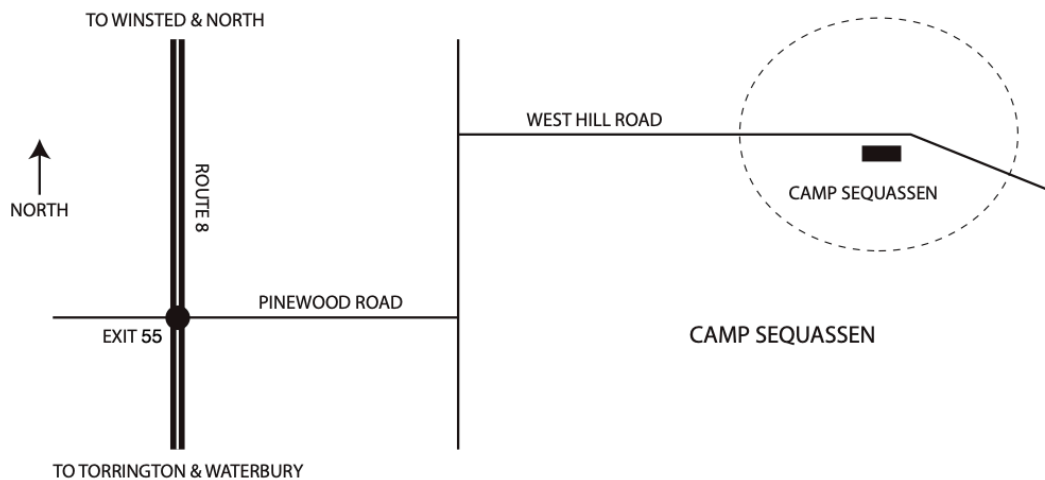 TO WINSTED & NORTH
WEST HILL ROAD
ROUTE 8
CAMP SEQUASSEN
NORTH
PINEWOOD ROAD
EXIT 55
CAMP SEQUASSEN
TO TORRINGTON & WATERBURY